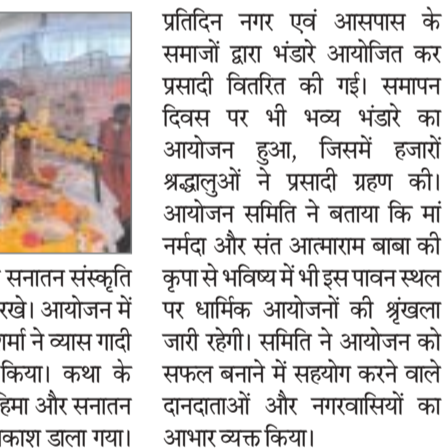 सनातन संस्कृति
रखे। आयोजन में
शर्मा ने व्यास गादी
किया। कथा के
हिमा और सनातन
काश डाला गया।
प्रतिदिन नगर एवं आसपास के
समाजों द्वारा भंडारे आयोजित कर
प्रसादी वितरित की गई। समापन
दिवस पर भी भव्य भंडारे का
आयोजन हुआ, जिसमें हजारों
श्रद्धालुओं ने प्रसादी ग्रहण की।
आयोजन समिति ने बताया कि मां
नर्मदा और संत आत्माराम बाबा की
कृपा से भविष्य में भी इस पावन स्थल
पर धार्मिक आयोजनों की श्रृंखला
जारी रहेगी। समिति ने आयोजन को
सफल बनाने में सहयोग करने वाले
दानदाताओं और नगरवासियों का
आभार व्यक्त किया।